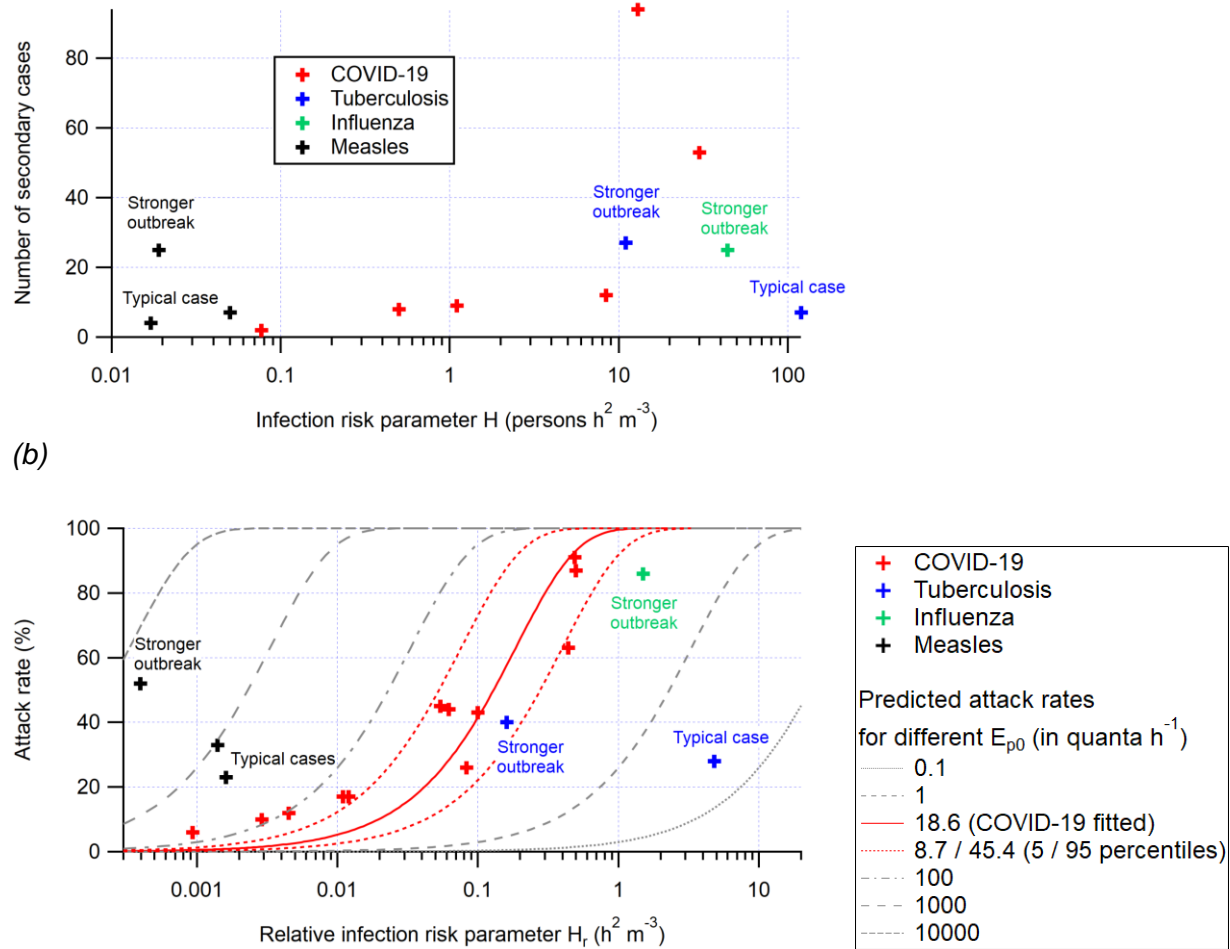 Number of secondary cases
80
60
40
20
0
COVID-19
Tuberculosis
Influenza
Measles
Stronger
outbreak
Typical case
Stronger
outbreak
Stronger
outbreak
Typical case
0.01
0.1
1
10
100
Infection risk parameter H (persons h² m⁻³)
(b)
Attack rate (%)
100
80
60
40
20
0
Stronger
outbreak
Typical cases
Stronger
outbreak
Stronger
outbreak
Typical case
0.001
0.01
0.1
1
10
Relative infection risk parameter Hᵣ (h² m⁻³)
COVID-19
Tuberculosis
Influenza
Measles
Predicted attack rates
for different Eₚ₀ (in quanta h⁻¹)
0.1
1
18.6 (COVID-19 fitted)
8.7 / 45.4 (5 / 95 percentiles)
100
1000
10000